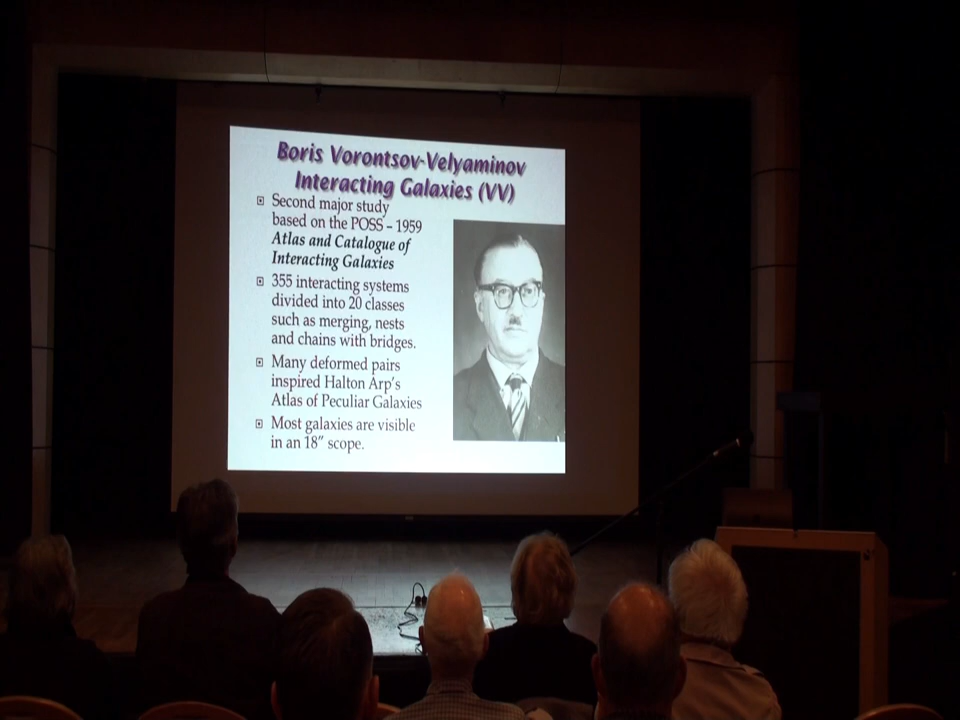 Boris Vorontsov-Velyaminov
Interacting Galaxies (VV)
Second major study
based on the POSS – 1959
Atlas and Catalogue of
Interacting Galaxies
355 interacting systems
divided into 20 classes
such as merging, nests
and chains with bridges.
Many deformed pairs
inspired Halton Arp's
Atlas of Peculiar Galaxies
Most galaxies are visible
in an 18″ scope.